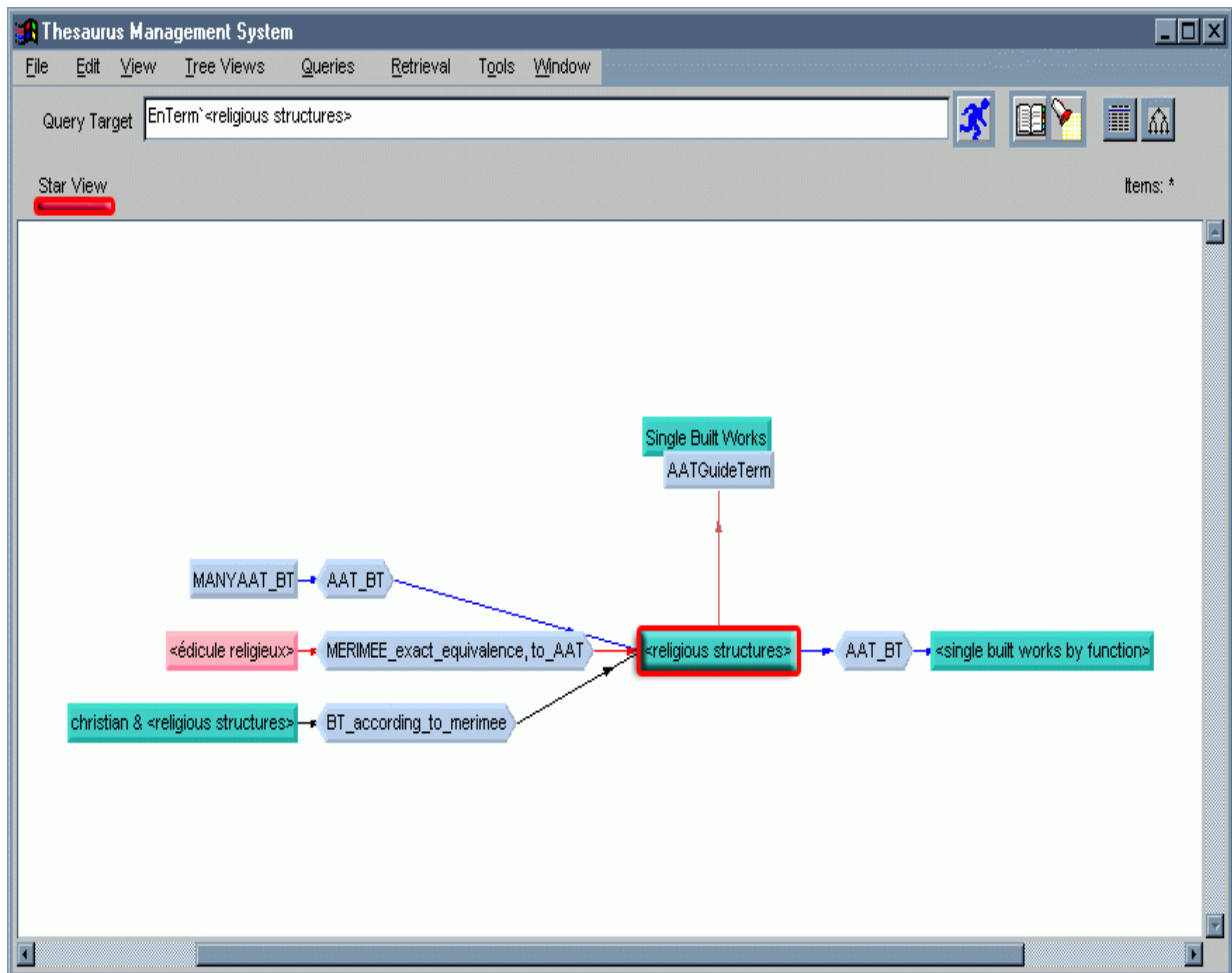 Thesaurus Management System
File Edit View Tree Views Queries Retrieval Tools Window
Query Target EnTerm`<religious structures>
Star View Items: *
Single Built Works
AATGuideTerm
MANYAAT_BT AAT_BT
<édicule religieux> MERIMEE_exact_equivalence,to_AAT <religious structures> AAT_BT <single built works by function>
christian & <religious structures> BT_according_to_merimee